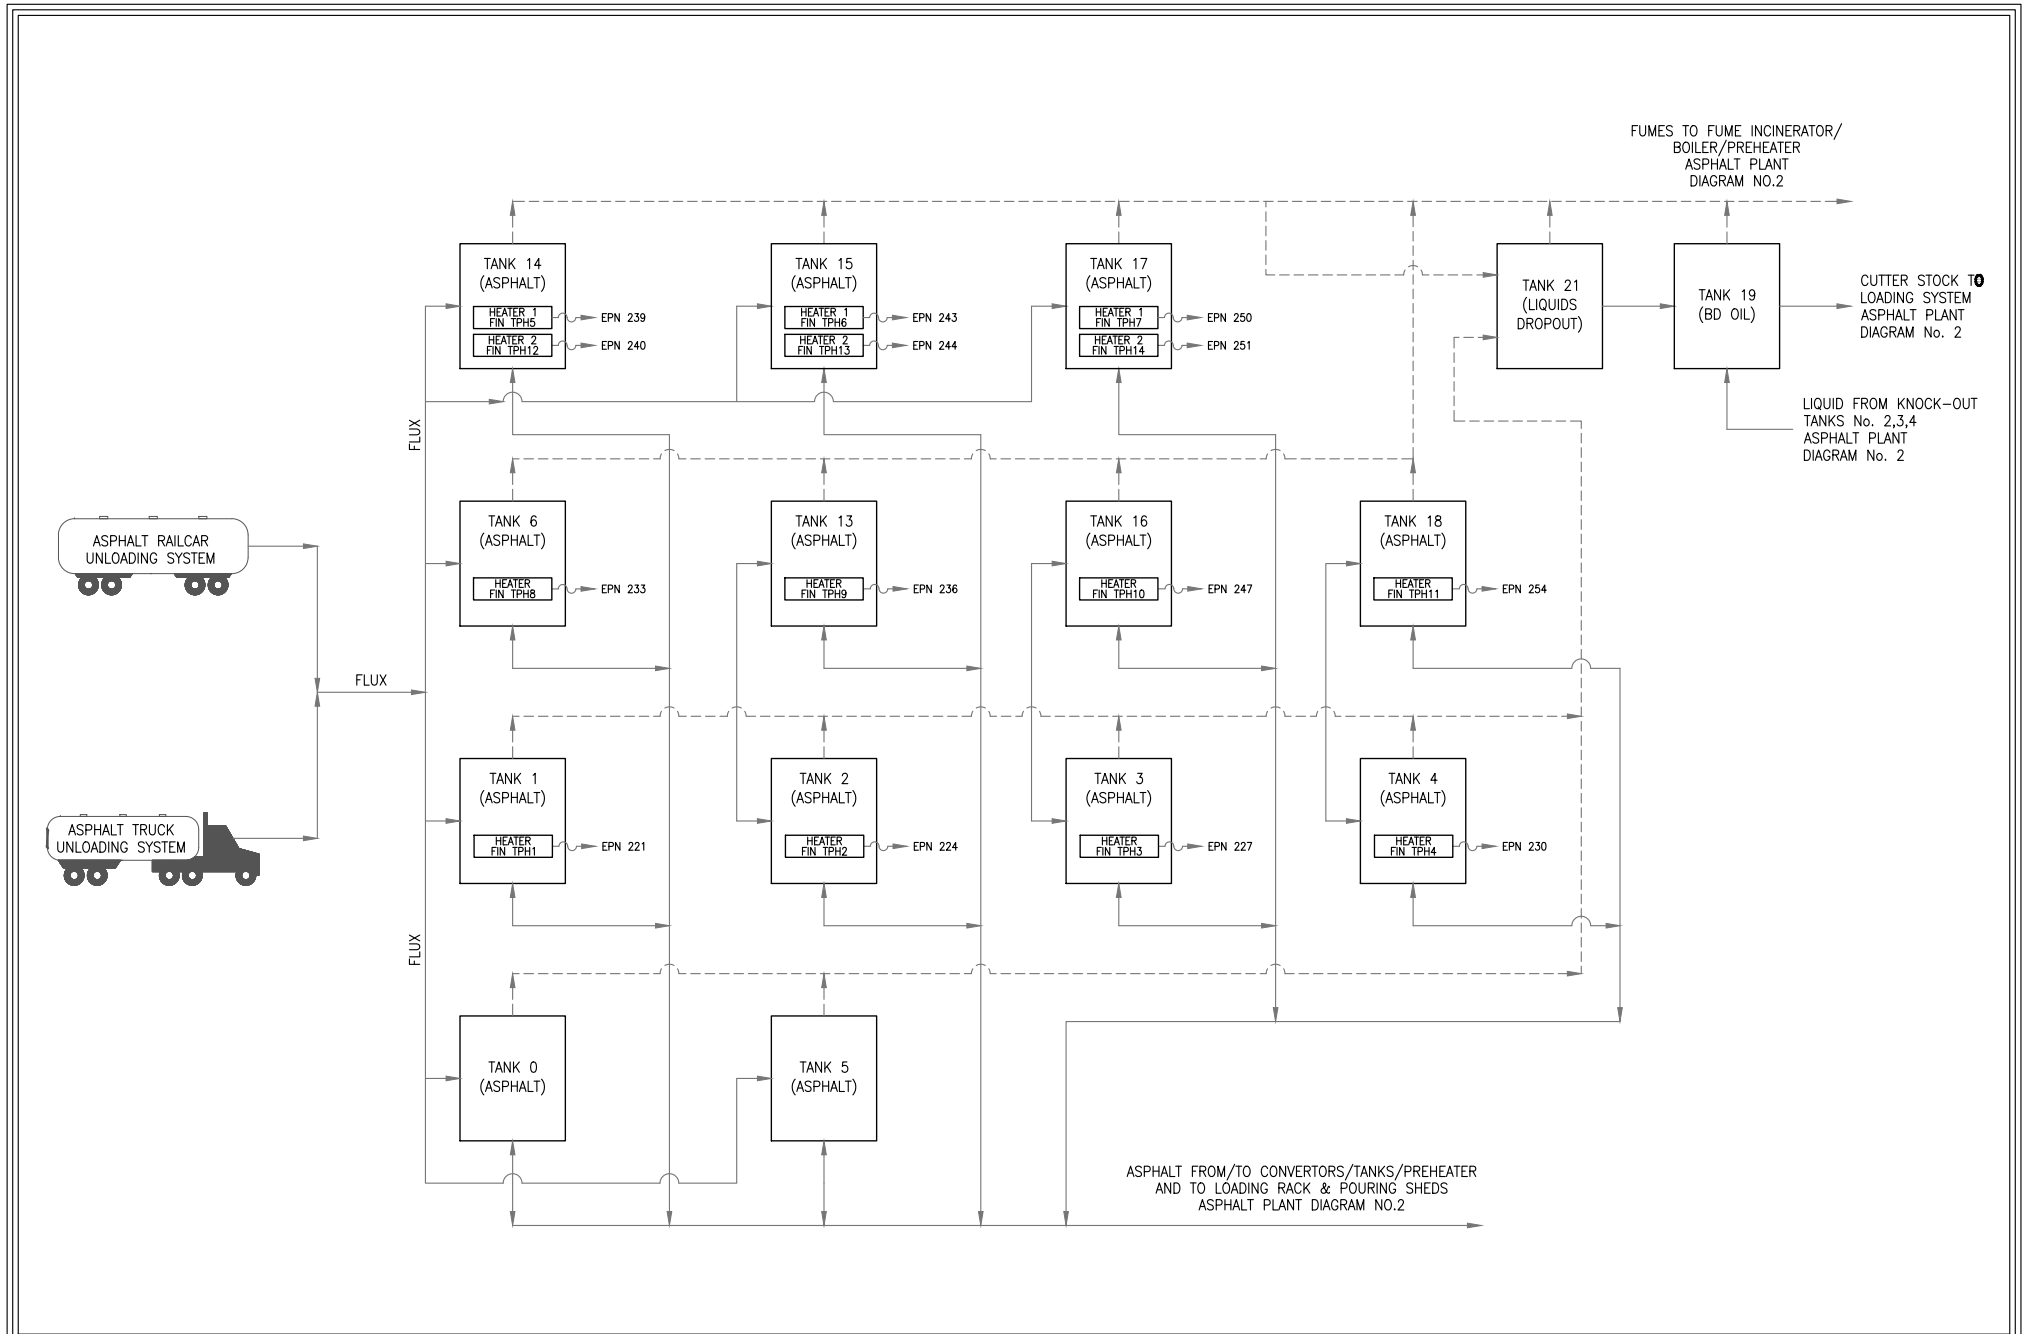 FUMES TO FUME INCINERATOR/
BOILER/PREHEATER
ASPHALT PLANT
DIAGRAM NO.2
TANK 14
(ASPHALT)
HEATER 1
FIN TPH5
EPN 239
HEATER 2
FIN TPH12
EPN 240
TANK 15
(ASPHALT)
HEATER 1
FIN TPH6
EPN 243
HEATER 2
FIN TPH13
EPN 244
TANK 17
(ASPHALT)
HEATER 1
FIN TPH7
EPN 250
HEATER 2
FIN TPH14
EPN 251
TANK 21
(LIQUIDS
DROPOUT)
TANK 19
(BD OIL)
CUTTER STOCK TO
LOADING SYSTEM
ASPHALT PLANT
DIAGRAM No. 2
LIQUID FROM KNOCK-OUT
TANKS No. 2,3,4
ASPHALT PLANT
DIAGRAM No. 2
FLUX
ASPHALT RAILCAR
UNLOADING SYSTEM
TANK 6
(ASPHALT)
HEATER
FIN TPH8
EPN 233
TANK 13
(ASPHALT)
HEATER
FIN TPH9
EPN 236
TANK 16
(ASPHALT)
HEATER
FIN TPH10
EPN 247
TANK 18
(ASPHALT)
HEATER
FIN TPH11
EPN 254
FLUX
ASPHALT TRUCK
UNLOADING SYSTEM
TANK 1
(ASPHALT)
HEATER
FIN TPH1
EPN 221
TANK 2
(ASPHALT)
HEATER
FIN TPH2
EPN 224
TANK 3
(ASPHALT)
HEATER
FIN TPH3
EPN 227
TANK 4
(ASPHALT)
HEATER
FIN TPH4
EPN 230
FLUX
TANK 0
(ASPHALT)
TANK 5
(ASPHALT)
ASPHALT FROM/TO CONVERTORS/TANKS/PREHEATER
AND TO LOADING RACK & POURING SHEDS
ASPHALT PLANT DIAGRAM NO.2